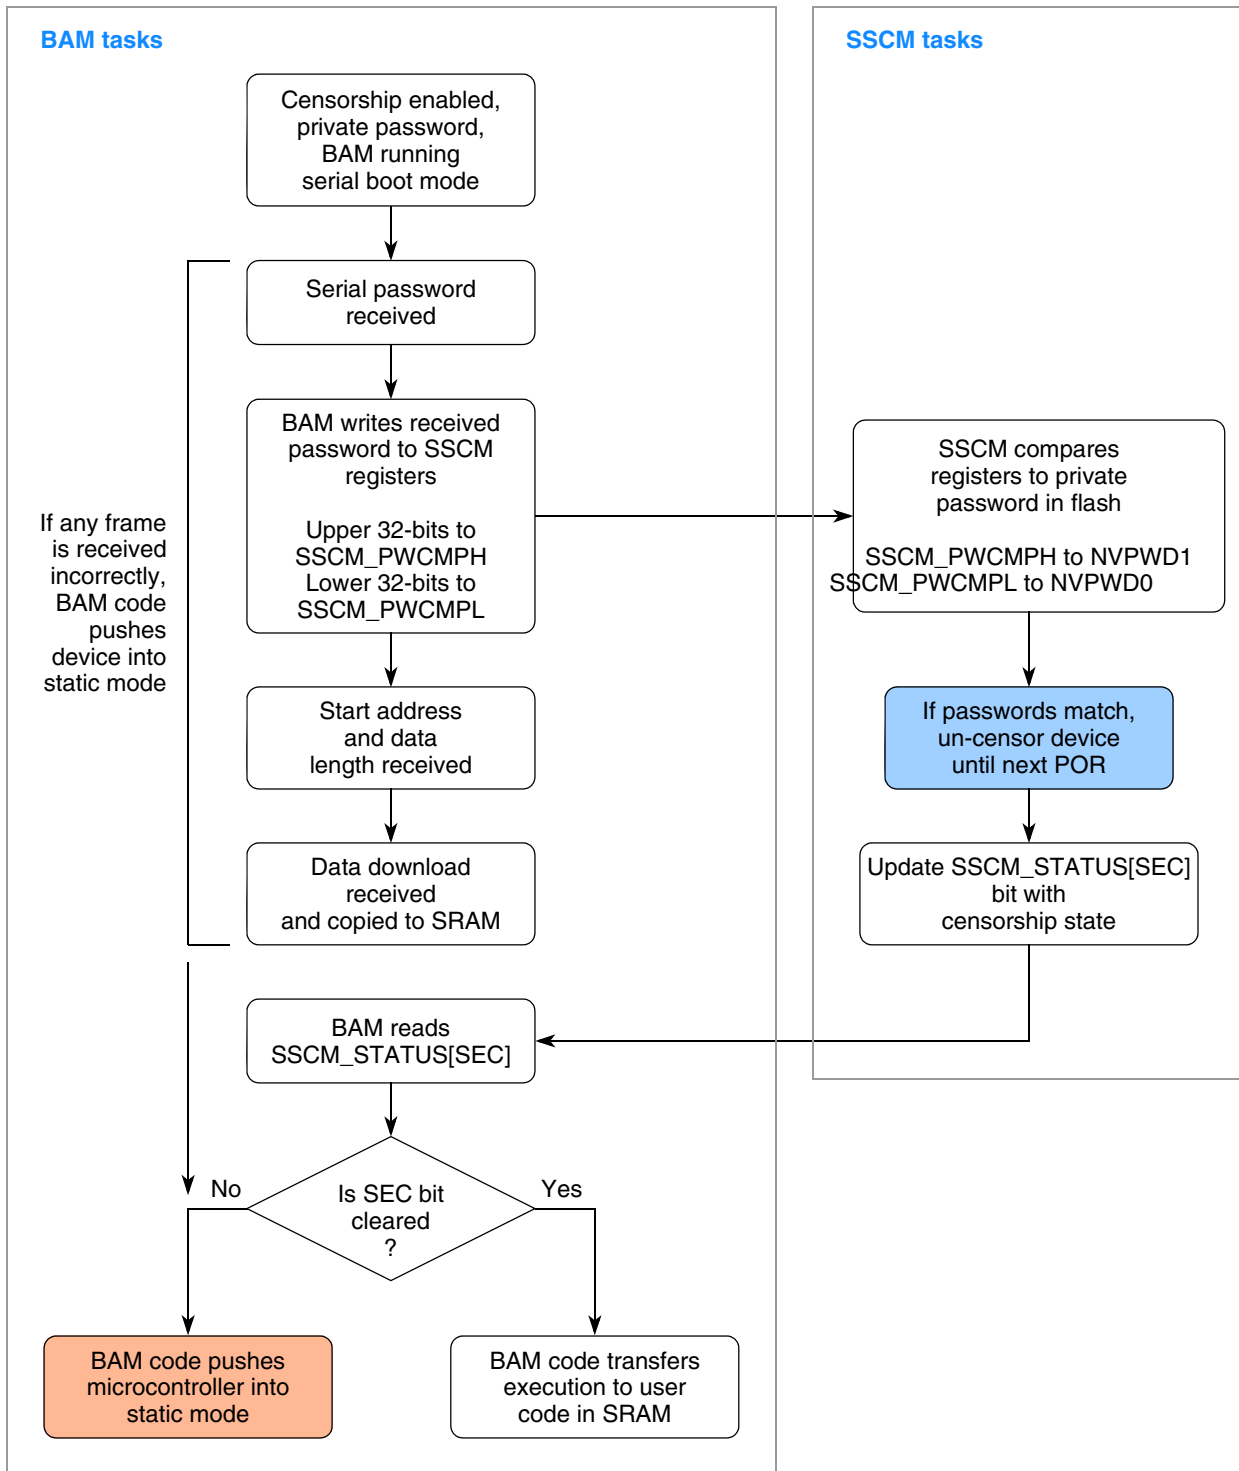 BAM tasks
Censorship enabled,
private password,
BAM running
serial boot mode
Serial password
received
BAM writes received
password to SSCM
registers
Upper 32-bits to
SSCM_PWCMPH
Lower 32-bits to
SSCM_PWCMPL
If any frame
is received
incorrectly,
BAM code
pushes
device into
static mode
Start address
and data
length received
Data download
received
and copied to SRAM
BAM reads
SSCM_STATUS[SEC]
Is SEC bit
cleared
?
No
Yes
BAM code pushes
microcontroller into
static mode
BAM code transfers
execution to user
code in SRAM
SSCM tasks
SSCM compares
registers to private
password in flash
SSCM_PWCMPH to NVPWD1
SSCM_PWCMPL to NVPWD0
If passwords match,
un-censor device
until next POR
Update SSCM_STATUS[SEC]
bit with
censorship state